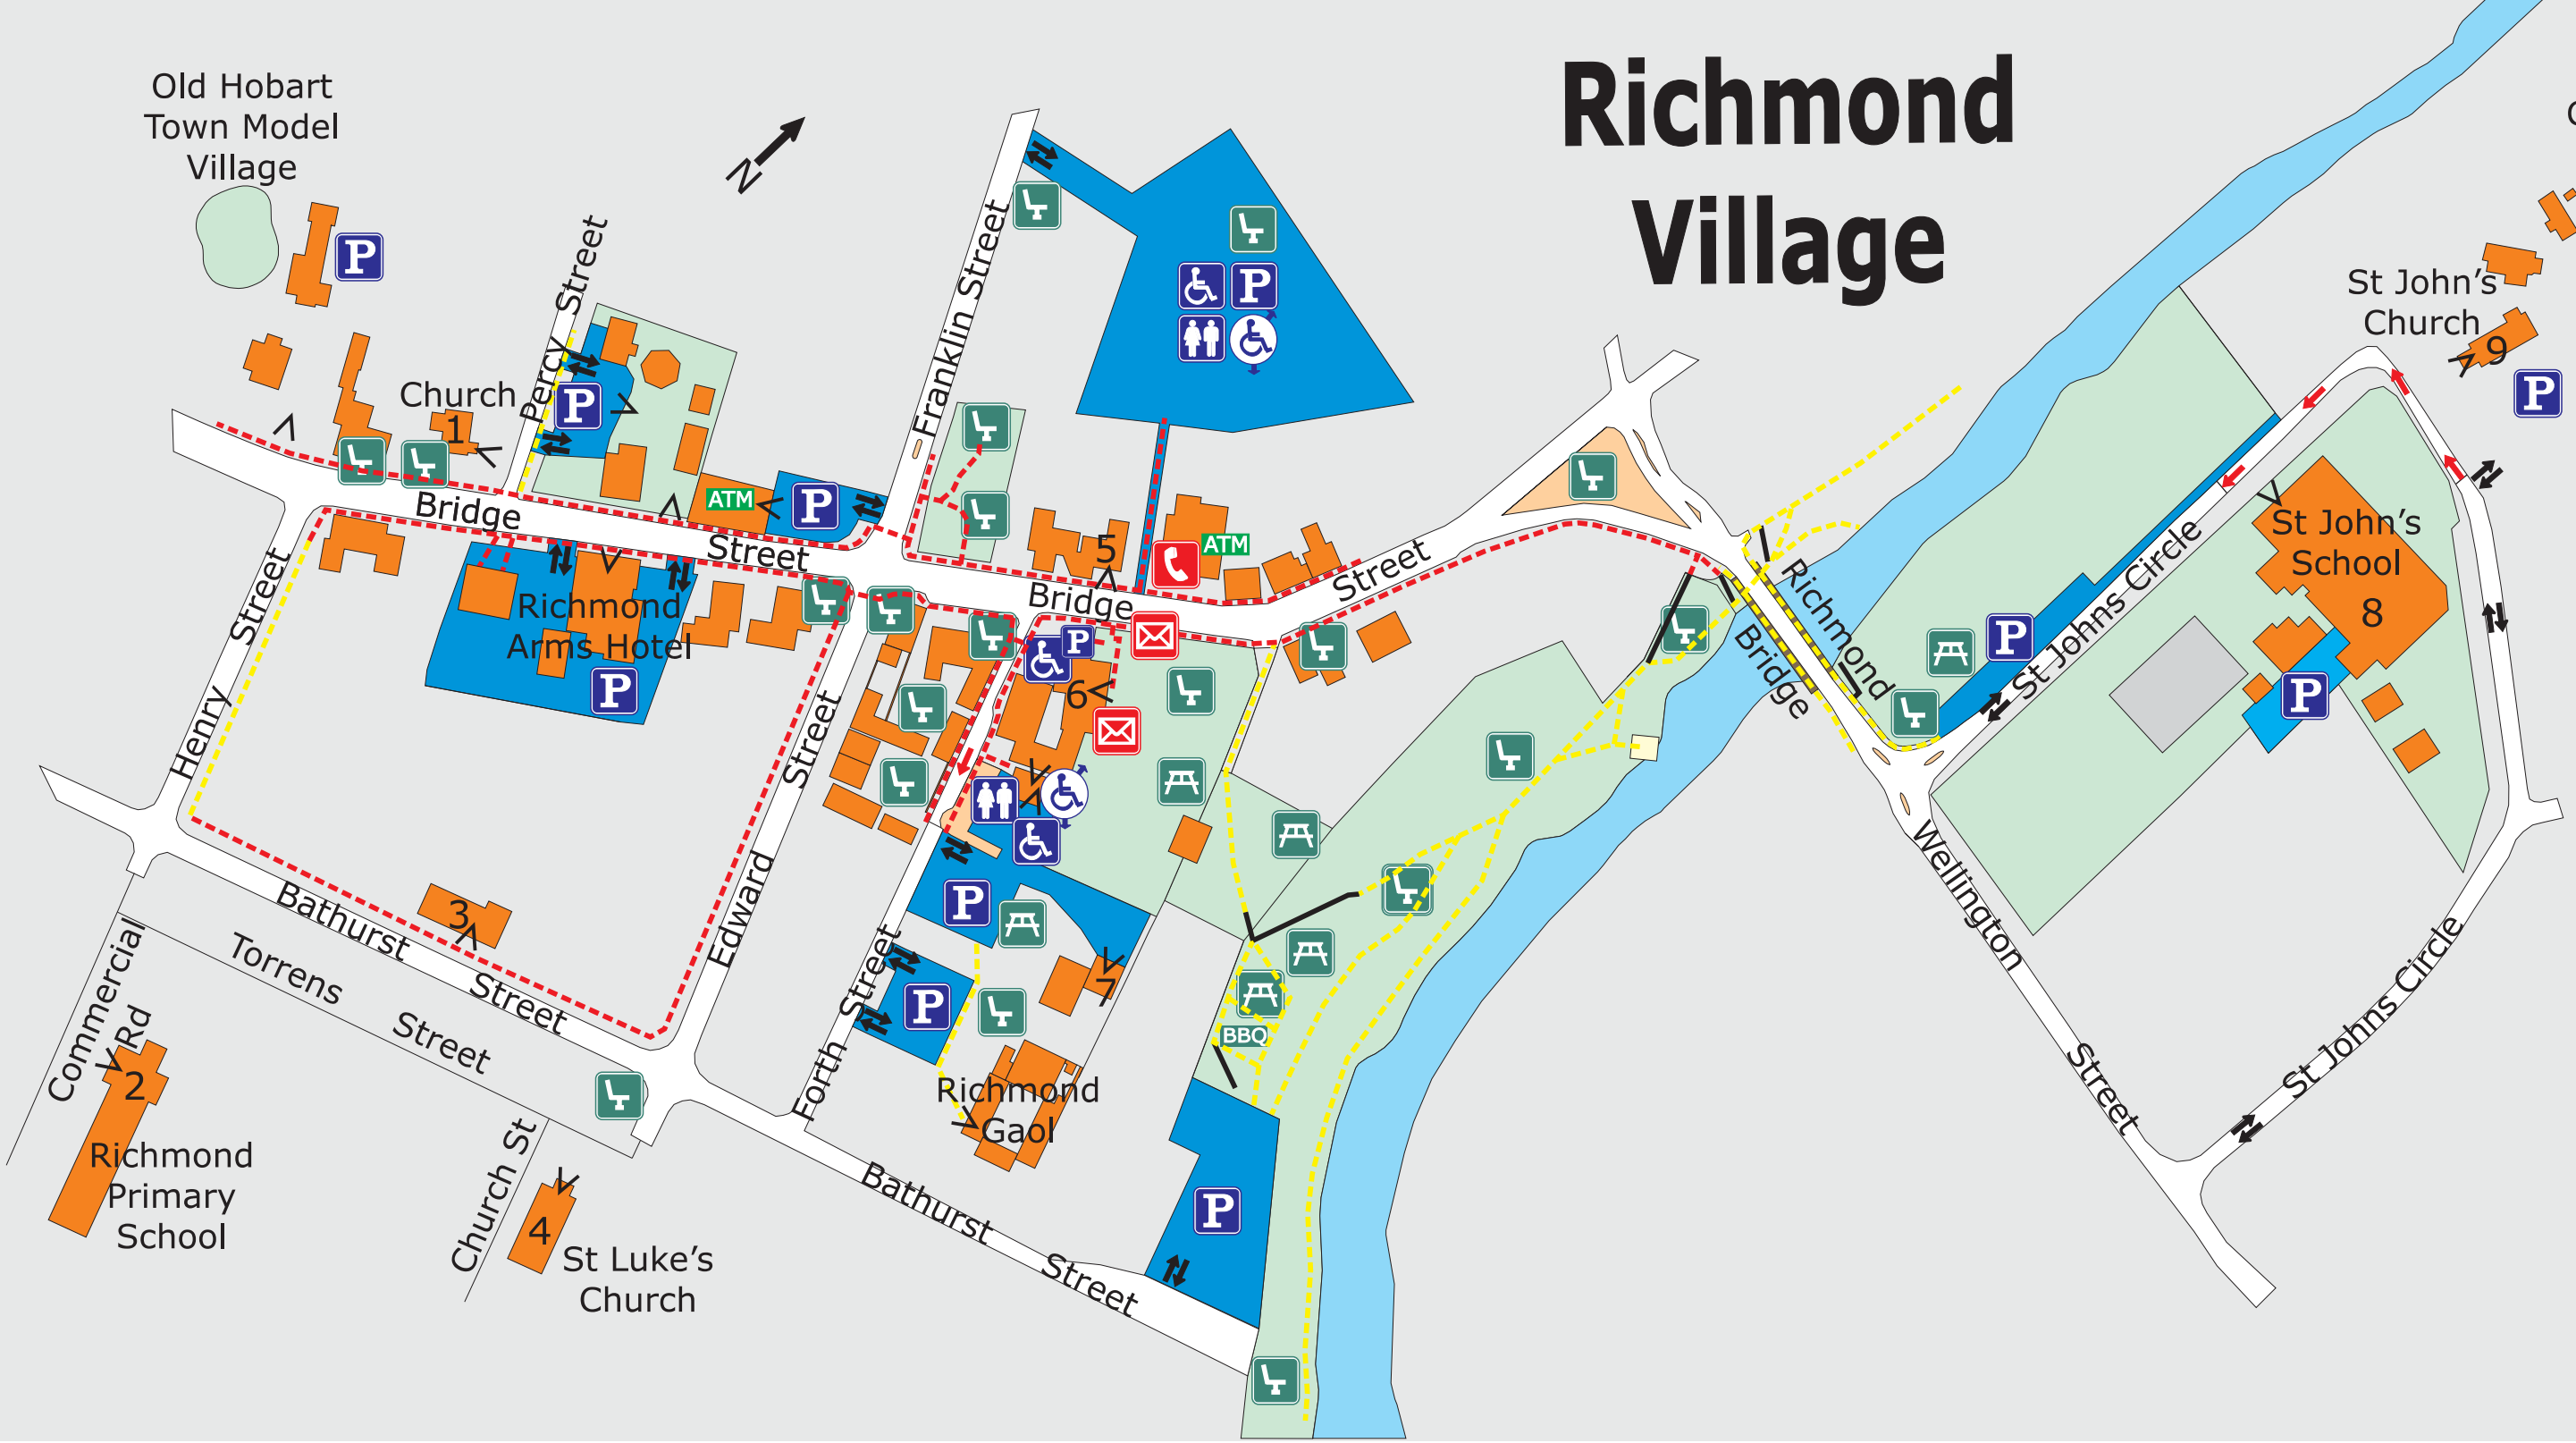 Richmond
Village
Old Hobart
Town Model
Village
P
N
Percy Street
Church
1
P
Franklin Street
P
ATM
P
Bridge
Street
5
ATM
Bridge
Street
Richmond
Arms Hotel
P
Henry Street
P
6
Edward Street
P
Forth Street
P
7
Richmond
Gaol
3
Bathurst
Street
Torrens
Street
Commercial
Rd
2
Richmond
Primary
School
Church St
4
St Luke's
Church
Bathurst
Street
P
BBQ
Richmond
Bridge
P
St Johns Circle
St John's
Church
9
P
St John's
School
8
P
Wellington
Street
St Johns Circle